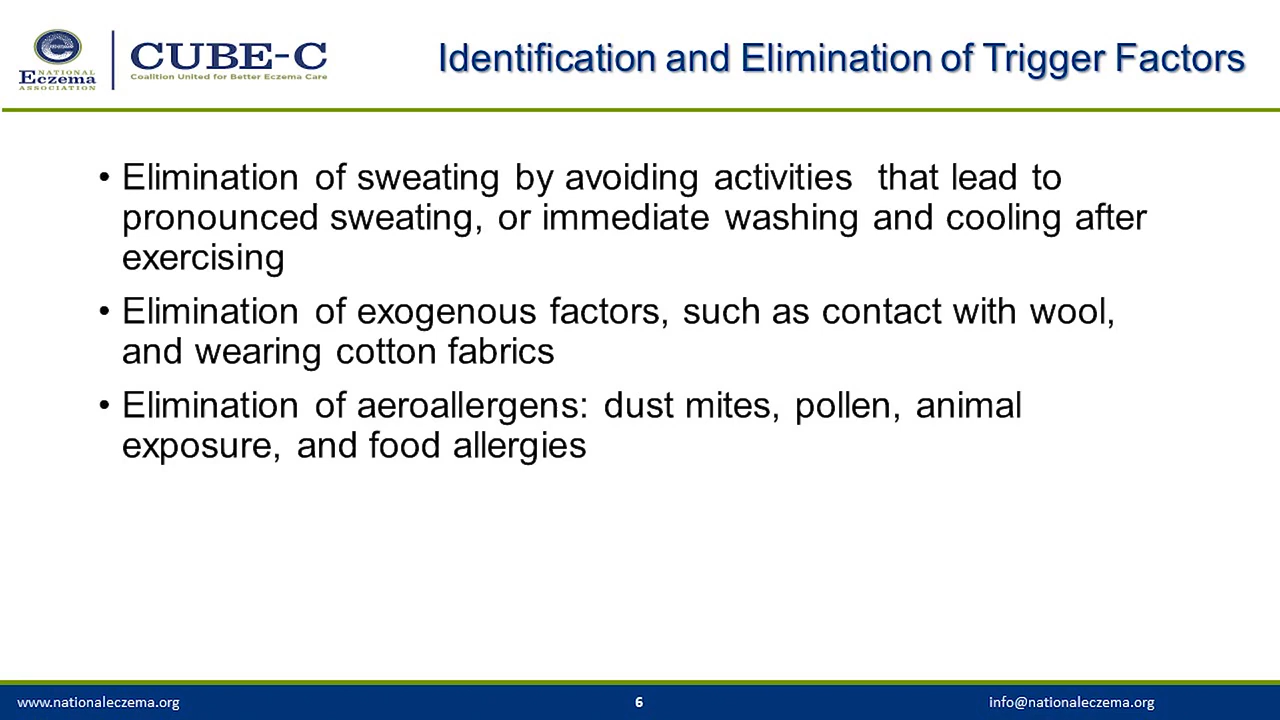 NATIONAL
Eczema
ASSOCIATION
CUBE-C
Coalition United for Better Eczema Care
Identification and Elimination of Trigger Factors
• Elimination of sweating by avoiding activities that lead to
pronounced sweating, or immediate washing and cooling after
exercising
• Elimination of exogenous factors, such as contact with wool,
and wearing cotton fabrics
• Elimination of aeroallergens: dust mites, pollen, animal
exposure, and food allergies
www.nationaleczema.org
6
info@nationaleczema.org